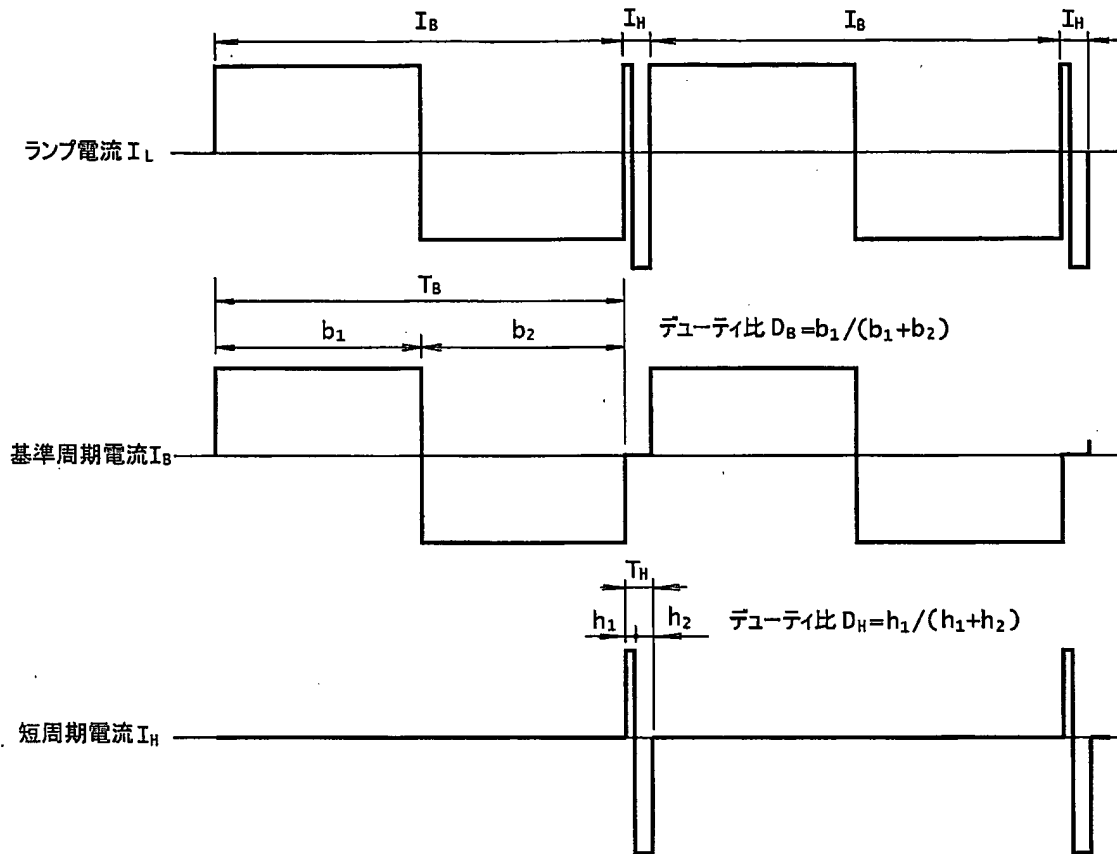 I_B I_H I_B I_H
ランプ電流 I_L
T_B
b₁ b₂
デューティ比 D_B=b₁/(b₁+b₂)
基準周期電流 I_B
T_H
h₁ h₂
デューティ比 D_H=h₁/(h₁+h₂)
短周期電流 I_H